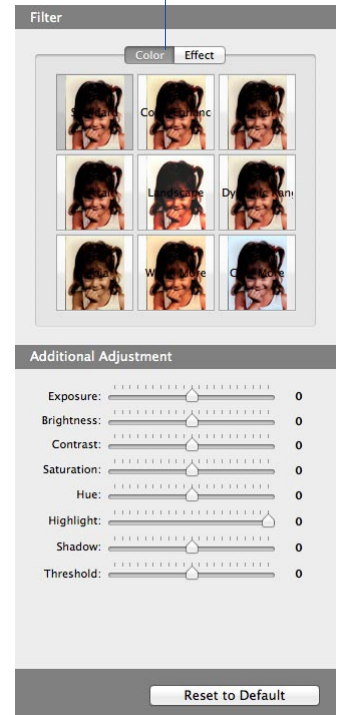 Filter
Color Effect
Landscape
Additional Adjustment
Exposure: 0
Brightness: 0
Contrast: 0
Saturation: 0
Hue: 0
Highlight: 0
Shadow: 0
Threshold: 0
Reset to Default